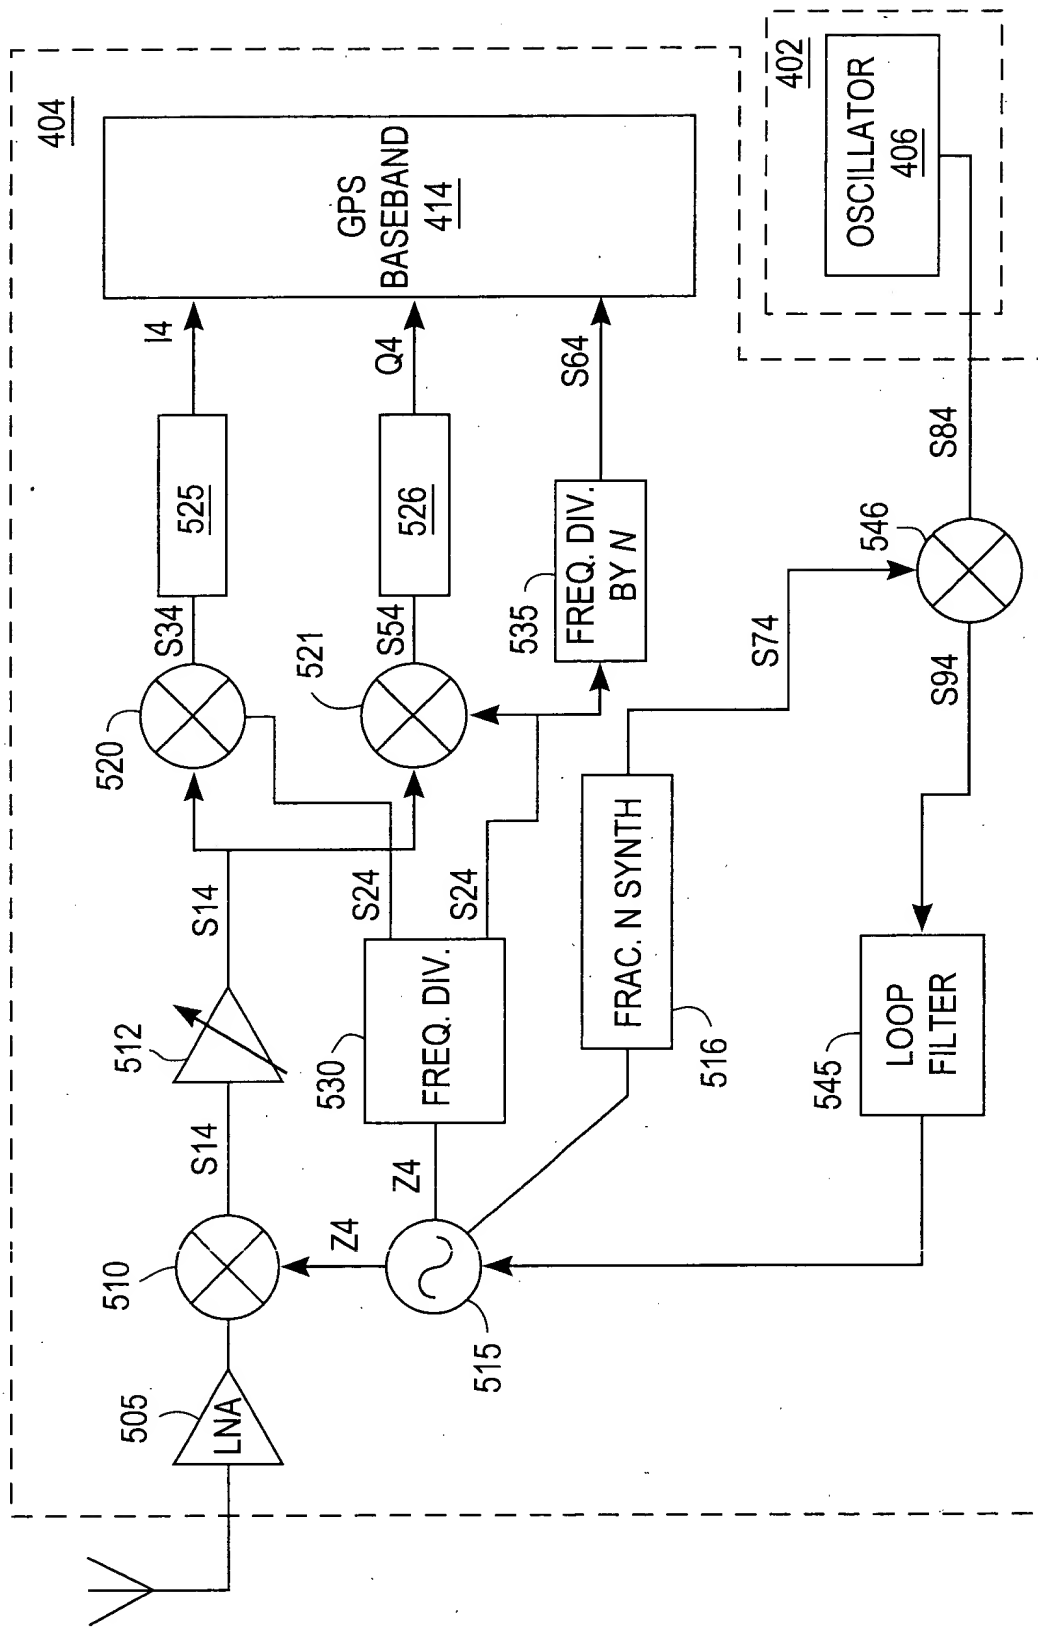 404
GPS
BASEBAND
414
I4
Q4
S64
525
526
FREQ. DIV.
BY N
535
S34
S54
520
521
S14
S24
S24
512
S14
530
FREQ. DIV.
FRAC. N SYNTH
516
S74
Z4
Z4
510
515
505
LNA
402
OSCILLATOR
406
S84
546
S94
LOOP
FILTER
545